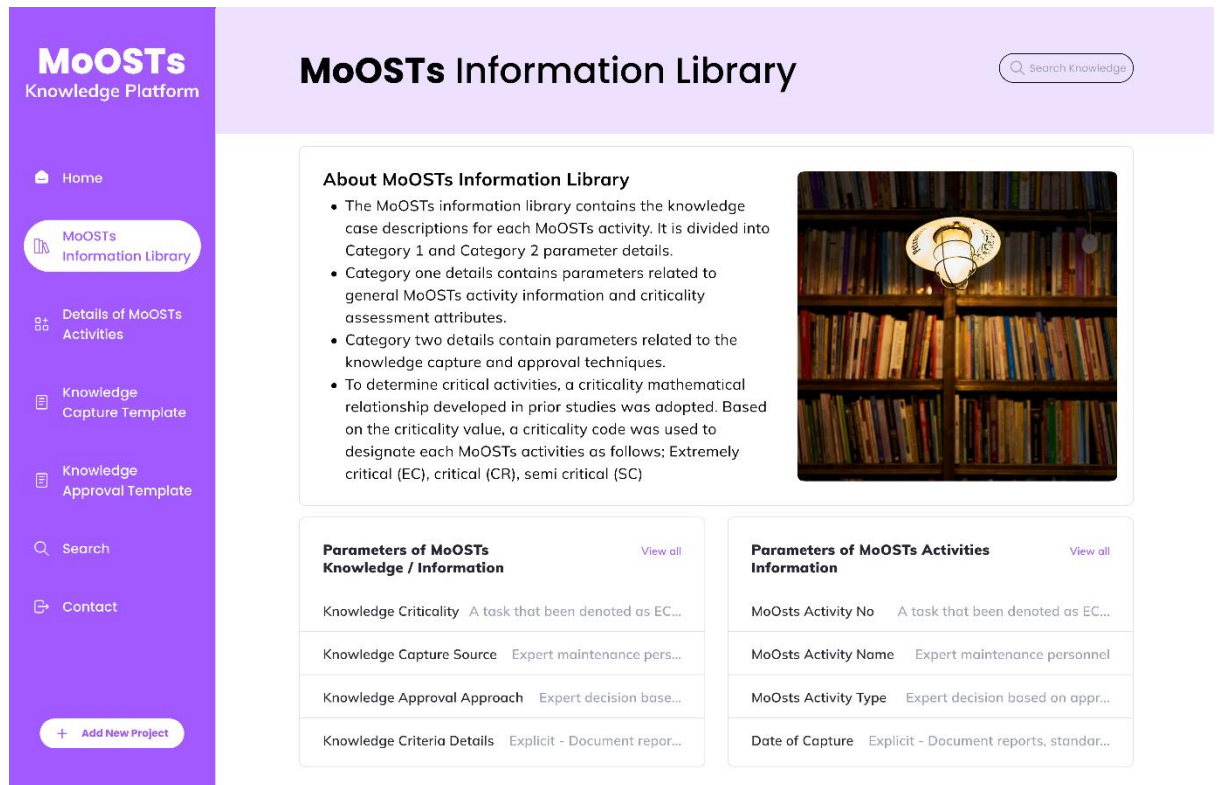 MoOSTs
Knowledge Platform
Home
MoOSTs
Information Library
Details of MoOSTs
Activities
Knowledge
Capture Template
Knowledge
Approval Template
Search
Contact
+ Add New Project
MoOSTs Information Library
Search Knowledge
About MoOSTs Information Library
• The MoOSTs information library contains the knowledge
case descriptions for each MoOSTs activity. It is divided into
Category 1 and Category 2 parameter details.
• Category one details contains parameters related to
general MoOSTs activity information and criticality
assessment attributes.
• Category two details contain parameters related to the
knowledge capture and approval techniques.
• To determine critical activities, a criticality mathematical
relationship developed in prior studies was adopted. Based
on the criticality value, a criticality code was used to
designate each MoOSTs activities as follows; Extremely
critical (EC), critical (CR), semi critical (SC)
Parameters of MoOSTs
Knowledge / Information
View all
Knowledge Criticality A task that been denoted as EC...
Knowledge Capture Source Expert maintenance pers...
Knowledge Approval Approach Expert decision base...
Knowledge Criteria Details Explicit - Document repor...
Parameters of MoOSTs Activities
Information
View all
MoOsts Activity No A task that been denoted as EC...
MoOsts Activity Name Expert maintenance personnel
MoOsts Activity Type Expert decision based on appr...
Date of Capture Explicit - Document reports, standar...